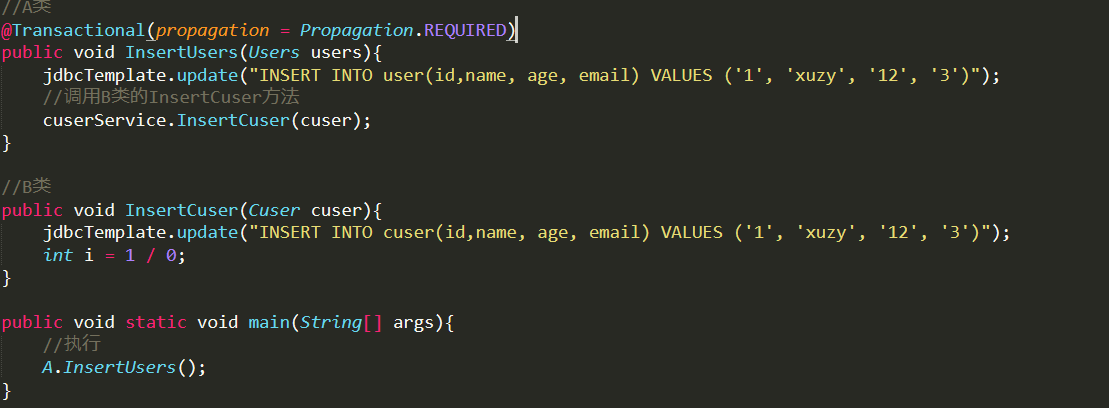 //A类
@Transactional(propagation = Propagation.REQUIRED)
public void InsertUsers(Users users){
    jdbcTemplate.update("INSERT INTO user(id,name, age, email) VALUES ('1', 'xuzy', '12', '3')");
    //调用B类的InsertCuser方法
    cuserService.InsertCuser(cuser);
}

//B类
public void InsertCuser(Cuser cuser){
    jdbcTemplate.update("INSERT INTO cuser(id,name, age, email) VALUES ('1', 'xuzy', '12', '3')");
    int i = 1 / 0;
}

public void static void main(String[] args){
    //执行
    A.InsertUsers();
}